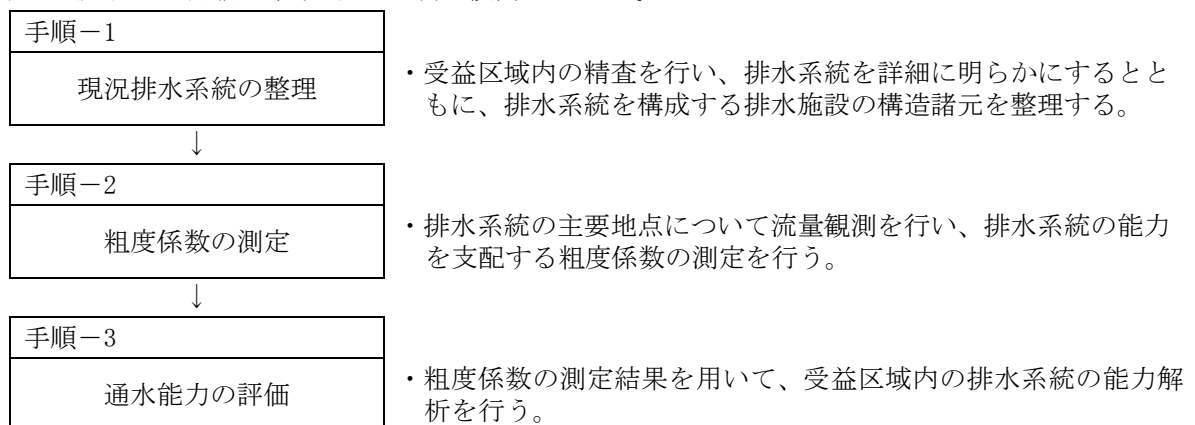 手順－1
現況排水系統の整理
・受益区域内の精査を行い、排水系統を詳細に明らかにするとと
もに、排水系統を構成する排水施設の構造諸元を整理する。
↓
手順－2
粗度係数の測定
・排水系統の主要地点について流量観測を行い、排水系統の能力
を支配する粗度係数の測定を行う。
↓
手順－3
通水能力の評価
・粗度係数の測定結果を用いて、受益区域内の排水系統の能力解
析を行う。